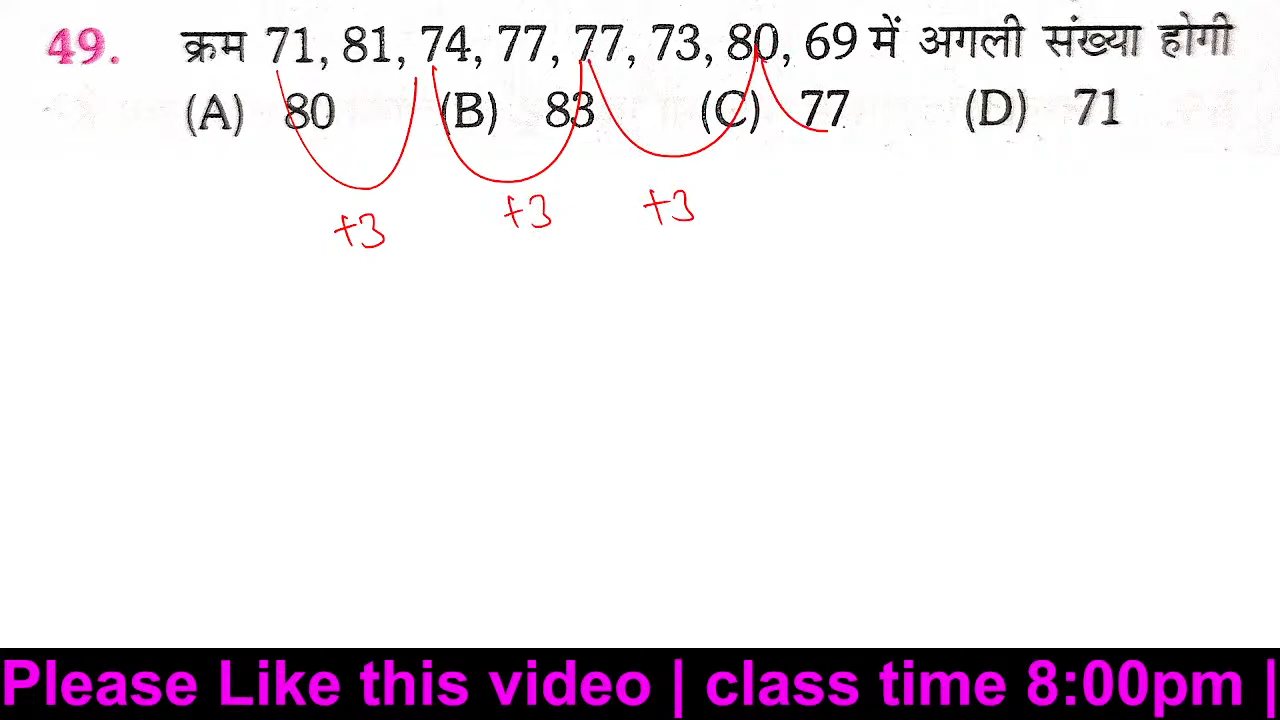 49. क्रम 71, 81, 74, 77, 77, 73, 80, 69 में अगली संख्या होगी
(A) 80 (B) 83 (C) 77 (D) 71
+3 +3 +3
Please Like this video | class time 8:00pm |